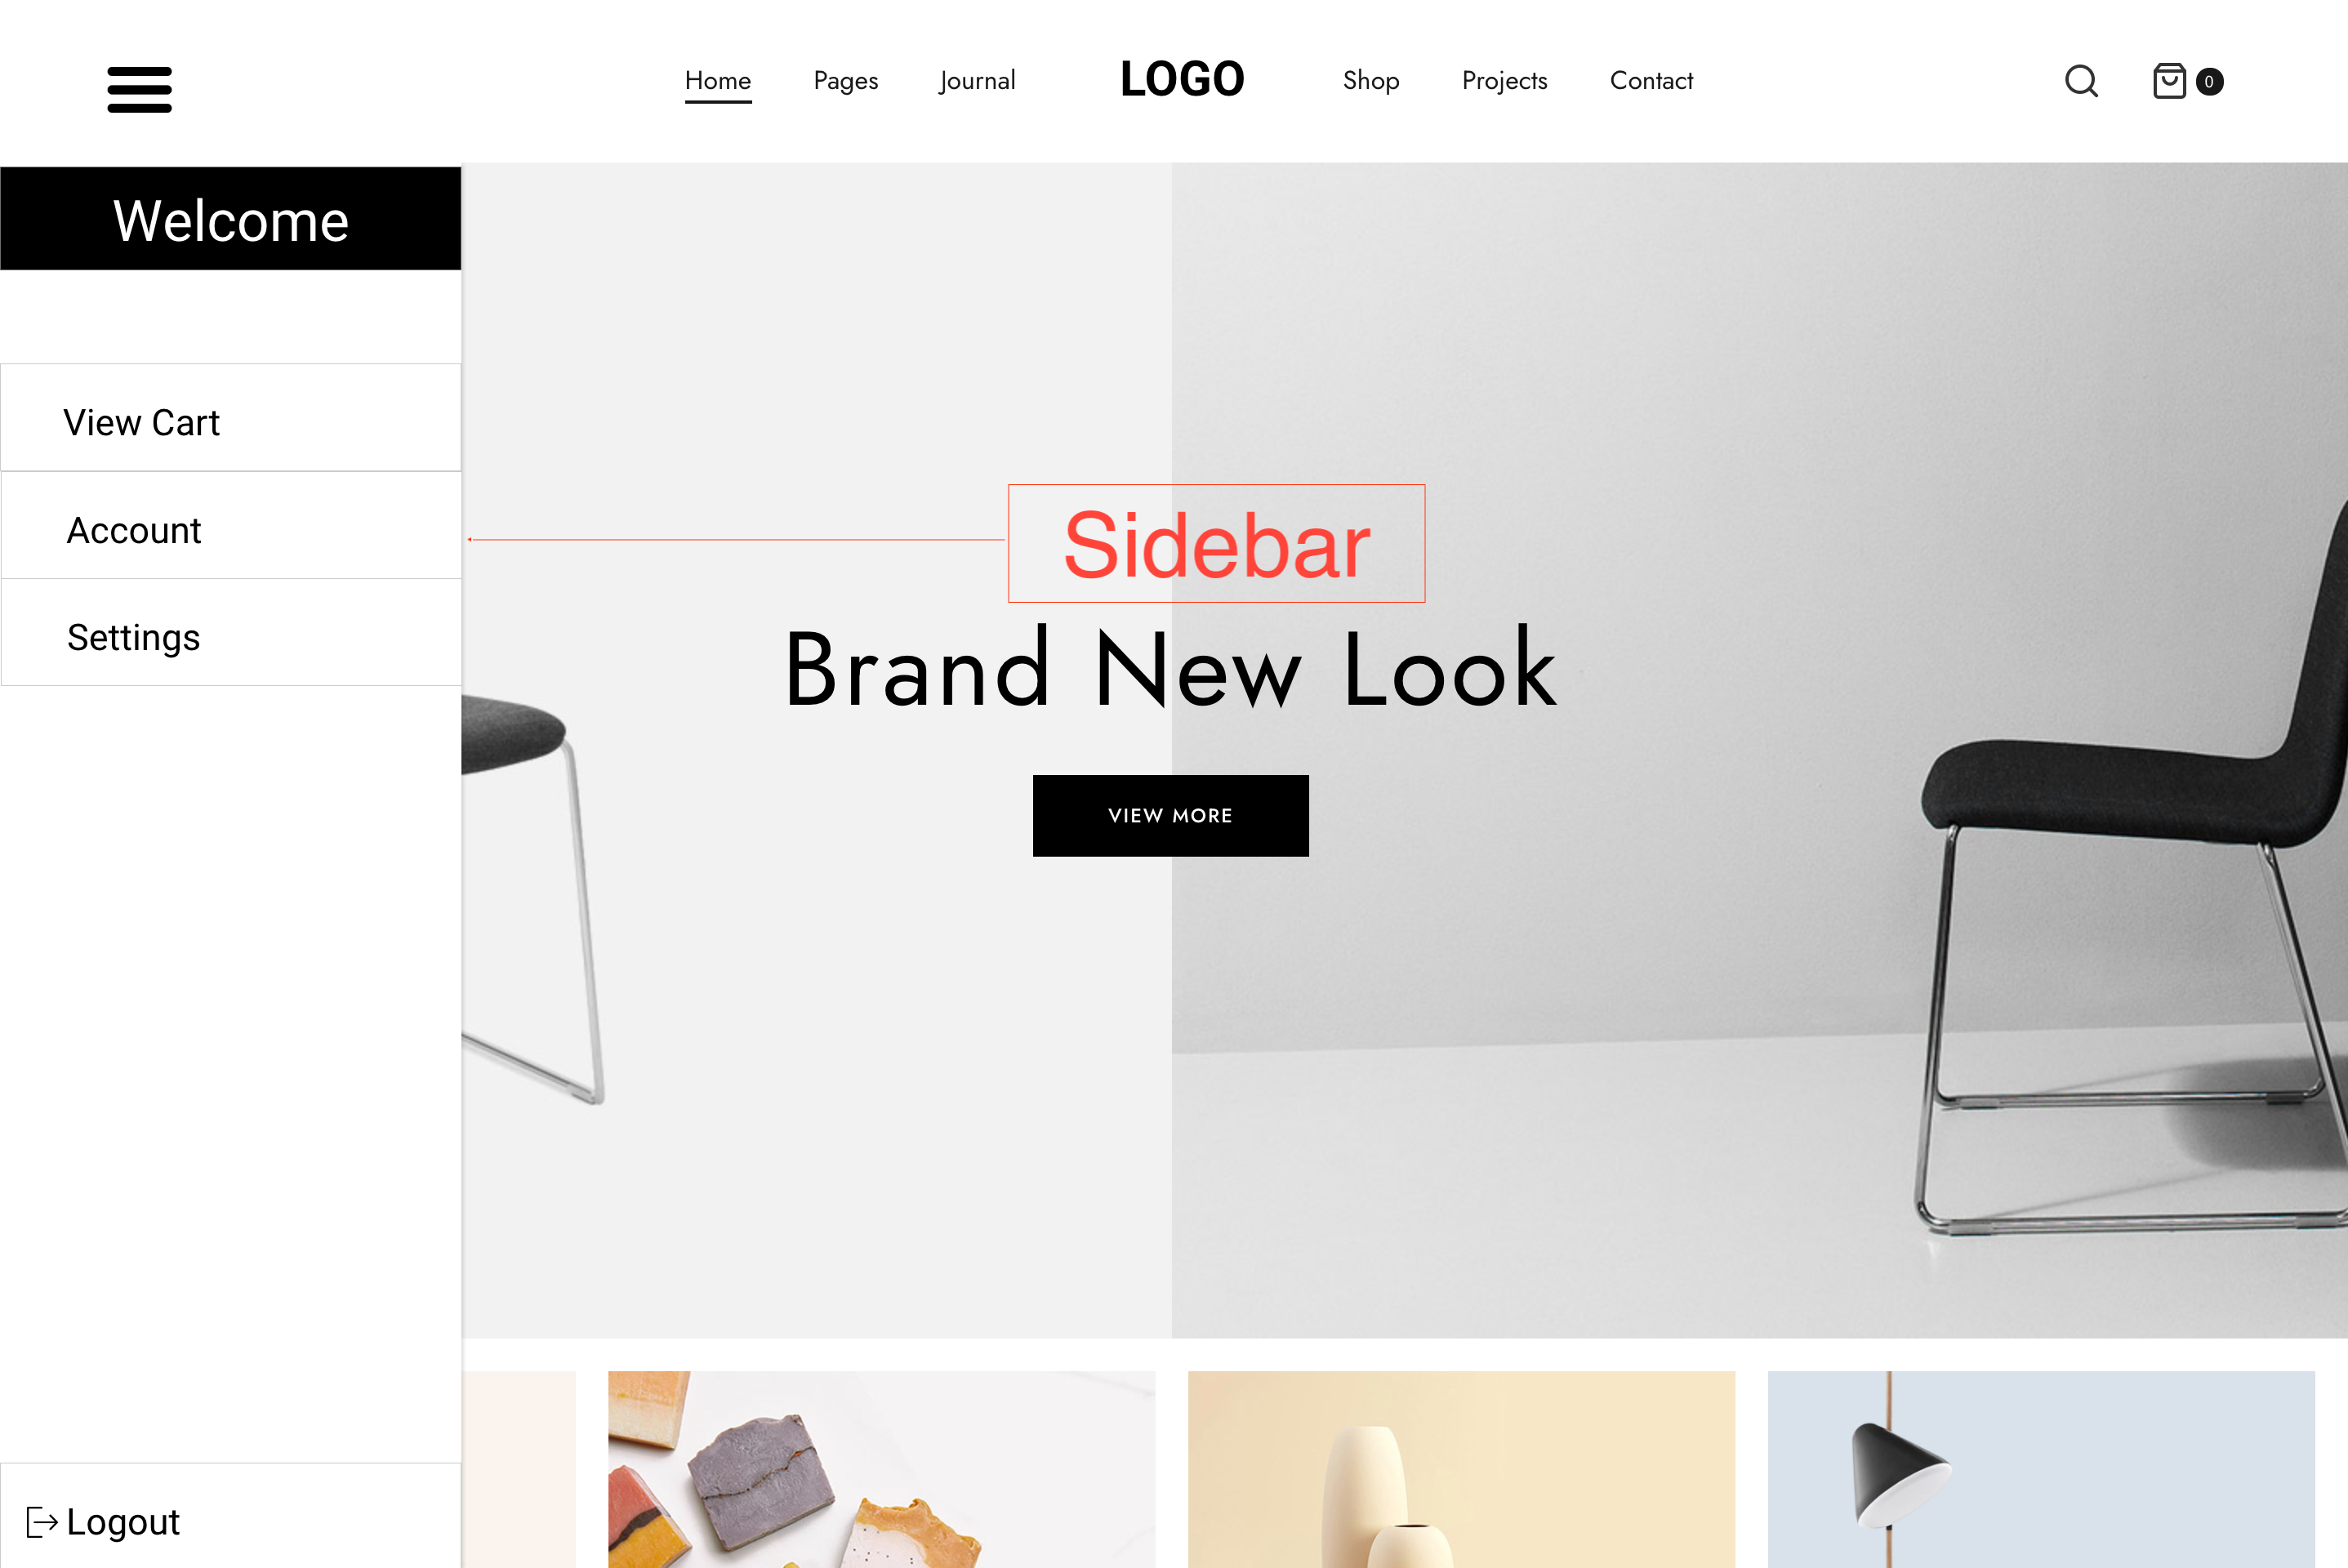 Home Pages Journal LOGO Shop Projects Contact 0
Welcome
View Cart
Account
Settings
Logout
Sidebar
Brand New Look
VIEW MORE